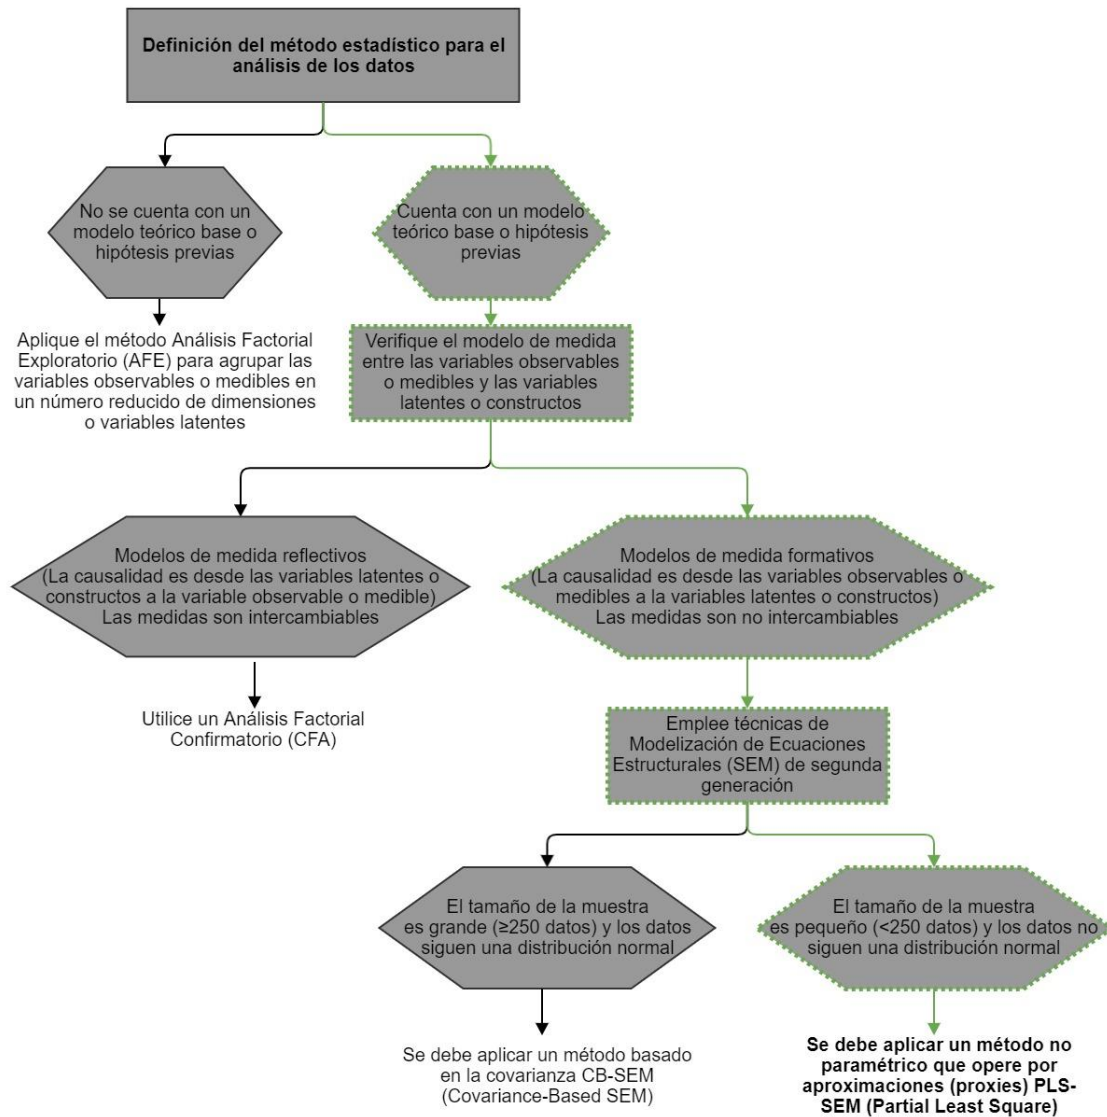 Definición del método estadístico para el
análisis de los datos
No se cuenta con un
modelo teórico base o
hipótesis previas
Cuenta con un modelo
teórico base o hipótesis
previas
Aplique el método Análisis Factorial
Exploratorio (AFE) para agrupar las
variables observables o medibles en
un número reducido de dimensiones
o variables latentes
Verifique el modelo de medida
entre las variables observables
o medibles y las variables
latentes o constructos
Modelos de medida reflectivos
(La causalidad es desde las variables latentes o
constructos a la variable observable o medible)
Las medidas son intercambiables
Modelos de medida formativos
(La causalidad es desde las variables observables o
medibles a la variables latentes o constructos)
Las medidas son no intercambiables
Utilice un Análisis Factorial
Confirmatorio (CFA)
Emplee técnicas de
Modelización de Ecuaciones
Estructurales (SEM) de segunda
generación
El tamaño de la muestra
es grande (≥250 datos) y los datos
siguen una distribución normal
El tamaño de la muestra
es pequeño (<250 datos) y los datos no
siguen una distribución normal
Se debe aplicar un método basado
en la covarianza CB-SEM
(Covariance-Based SEM)
Se debe aplicar un método no
paramétrico que opere por
aproximaciones (proxies) PLS-
SEM (Partial Least Square)